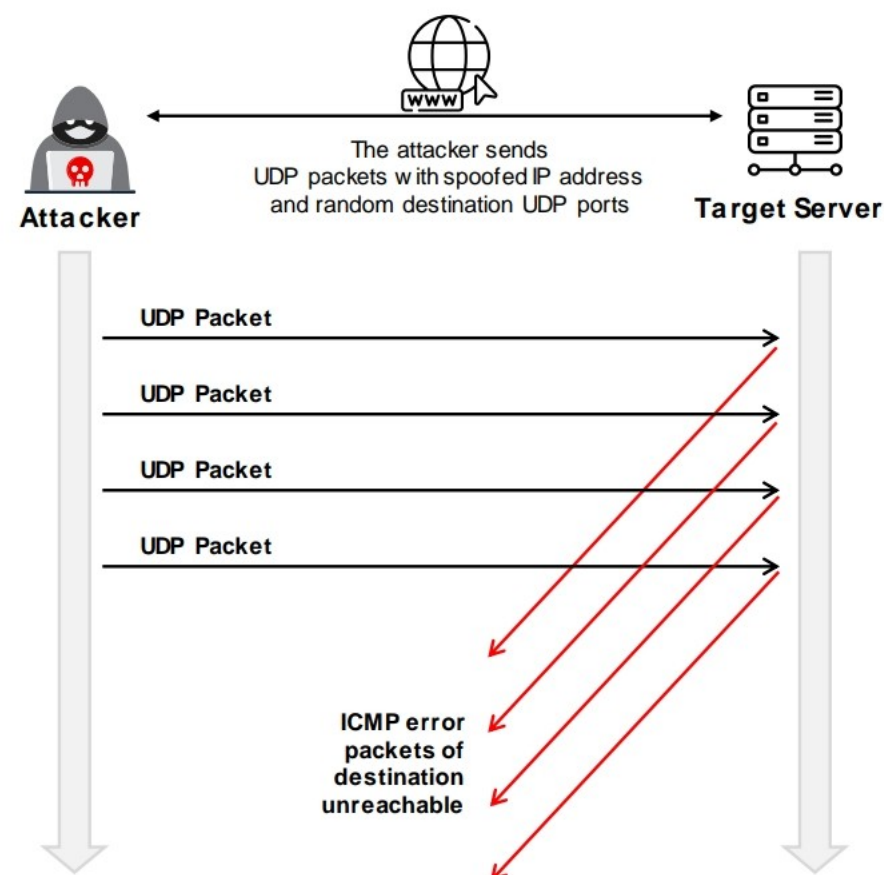 WWW
The attacker sends
UDP packets with spoofed IP address
and random destination UDP ports
Attacker
Target Server
UDP Packet
UDP Packet
UDP Packet
UDP Packet
ICMP error
packets of
destination
unreachable